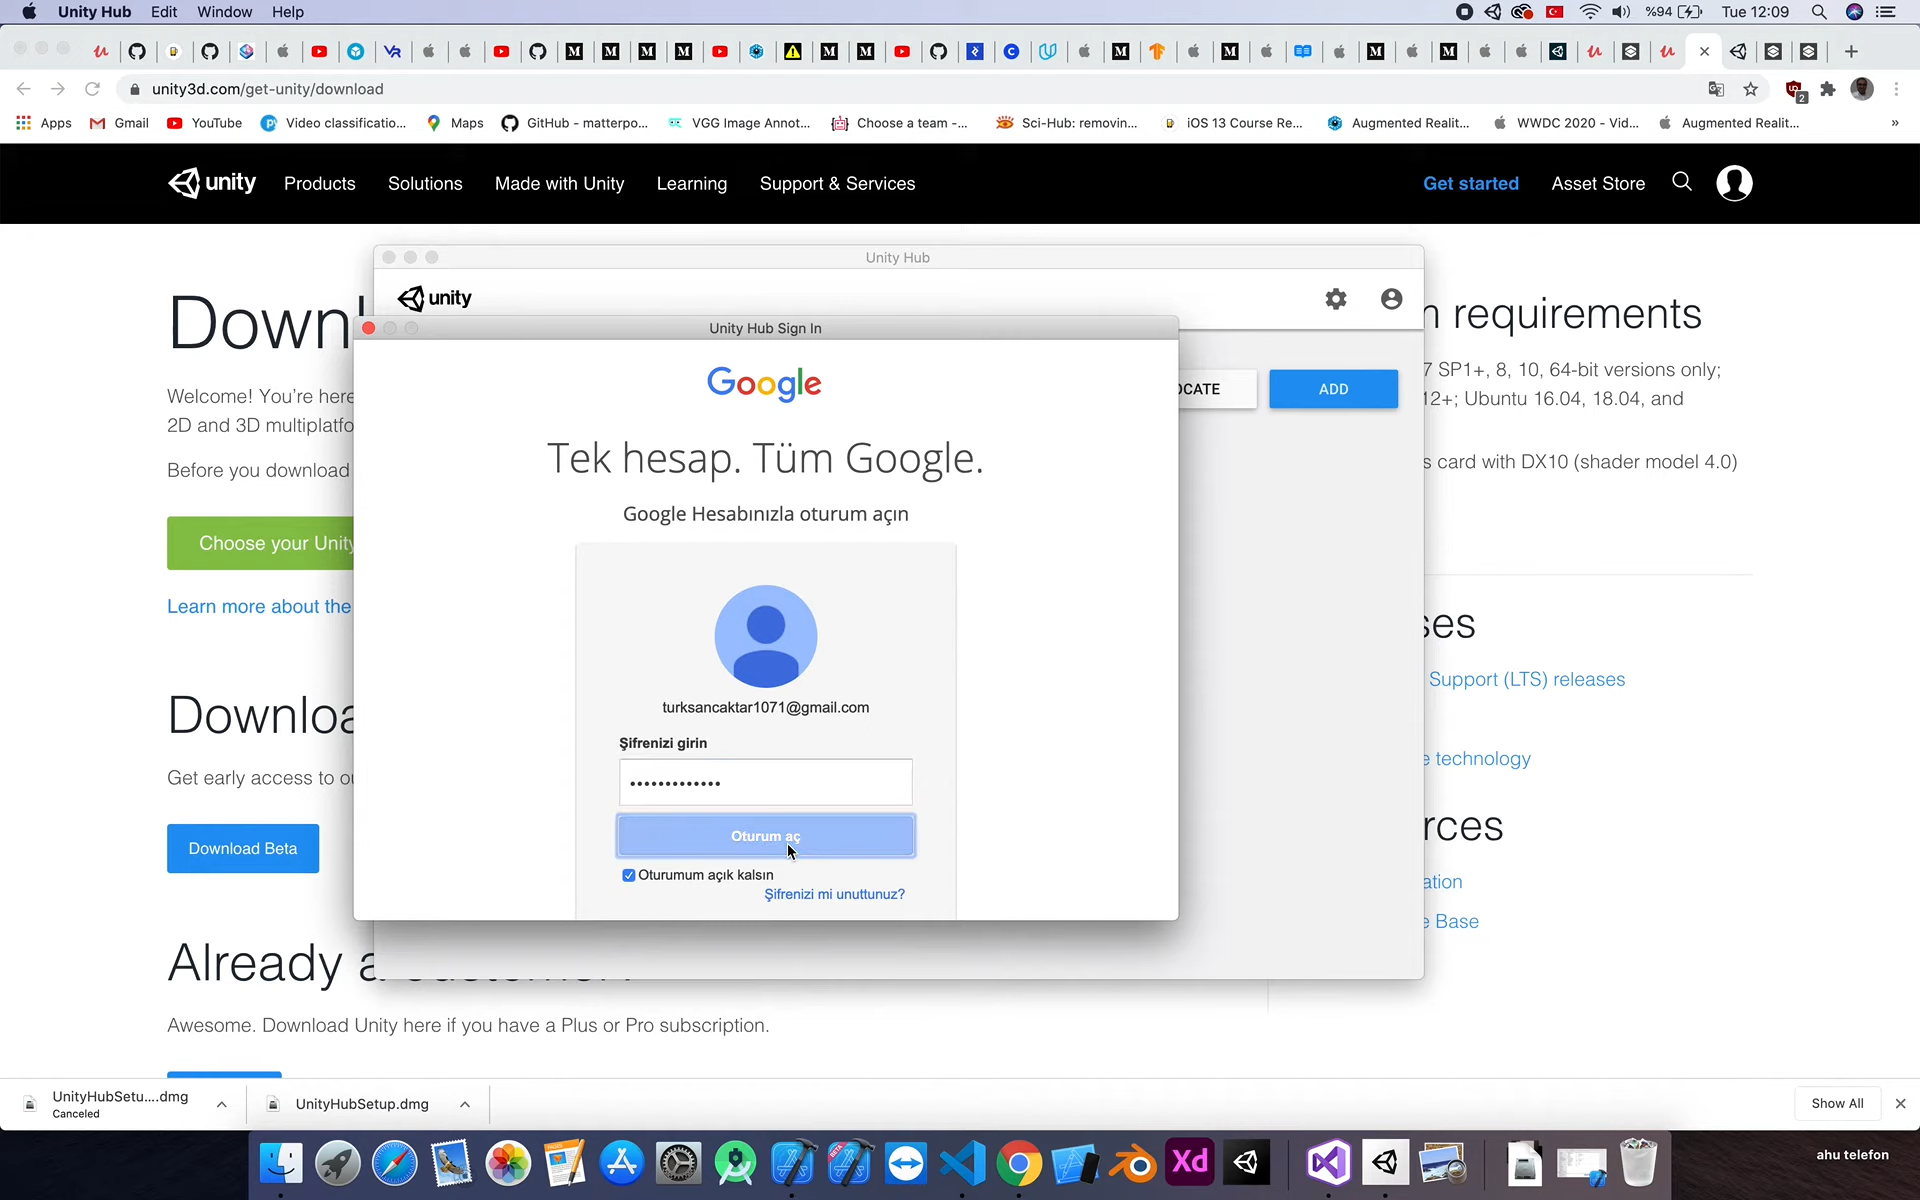 Unity Hub Edit Window Help %94 Tue 12:09
unity3d.com/get-unity/download 2
Apps Gmail YouTube Video classificatio... Maps GitHub - matterpo... VGG Image Annot... Choose a team -... Sci-Hub: removin... iOS 13 Course Re... Augmented Realit... WWDC 2020 - Vid... Augmented Realit... »
unity Products Solutions Made with Unity Learning Support & Services Get started Asset Store
Unity Hub
unity
Unity Hub Sign In
Google
Tek hesap. Tüm Google.
Google Hesabınızla oturum açın
turksancaktar1071@gmail.com
Şifrenizi girin
•••••••••••••
Oturum aç
Oturumum açık kalsın
Şifrenizi mi unuttunuz?
OCATE ADD
Down
Welcome! You're here
2D and 3D multiplatfo
Before you download
Choose your Unity
Learn more about the
Downloa
Get early access to ou
Download Beta
Already a customer?
Awesome. Download Unity here if you have a Plus or Pro subscription.
n requirements
7 SP1+, 8, 10, 64-bit versions only;
12+; Ubuntu 16.04, 18.04, and
s card with DX10 (shader model 4.0)
ses
Support (LTS) releases
e technology
rces
ation
e Base
UnityHubSetu....dmg
Canceled
UnityHubSetup.dmg
Show All
Xd
ahu telefon